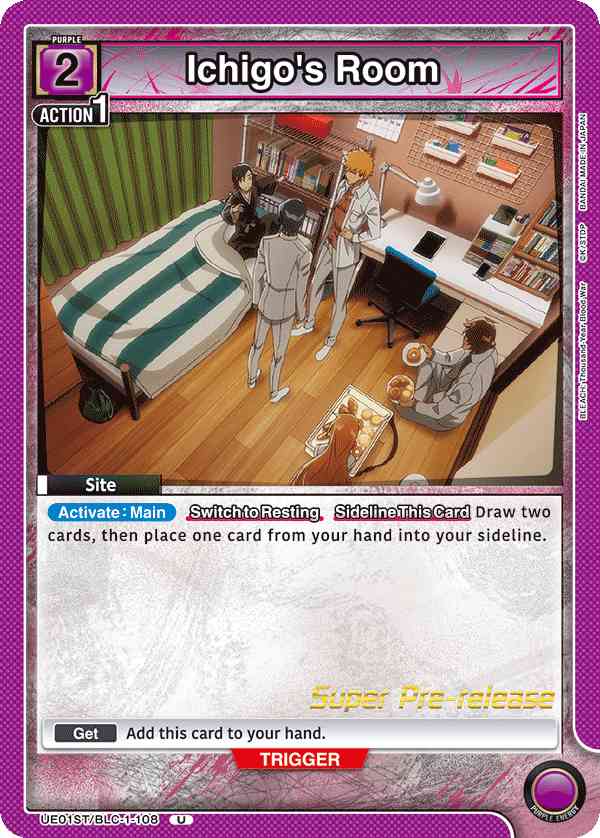 PURPLE
2
Ichigo's Room
ACTION 1
BANDAI MADE IN JAPAN
©K/STDP
BLEACH: Thousand-Year Blood War
Site
Activate: Main Switch to Resting Sideline This Card Draw two
cards, then place one card from your hand into your sideline.
Super Pre-release
Get Add this card to your hand.
TRIGGER
UE01ST/BLC-1-108 U
PURPLE ENERGY